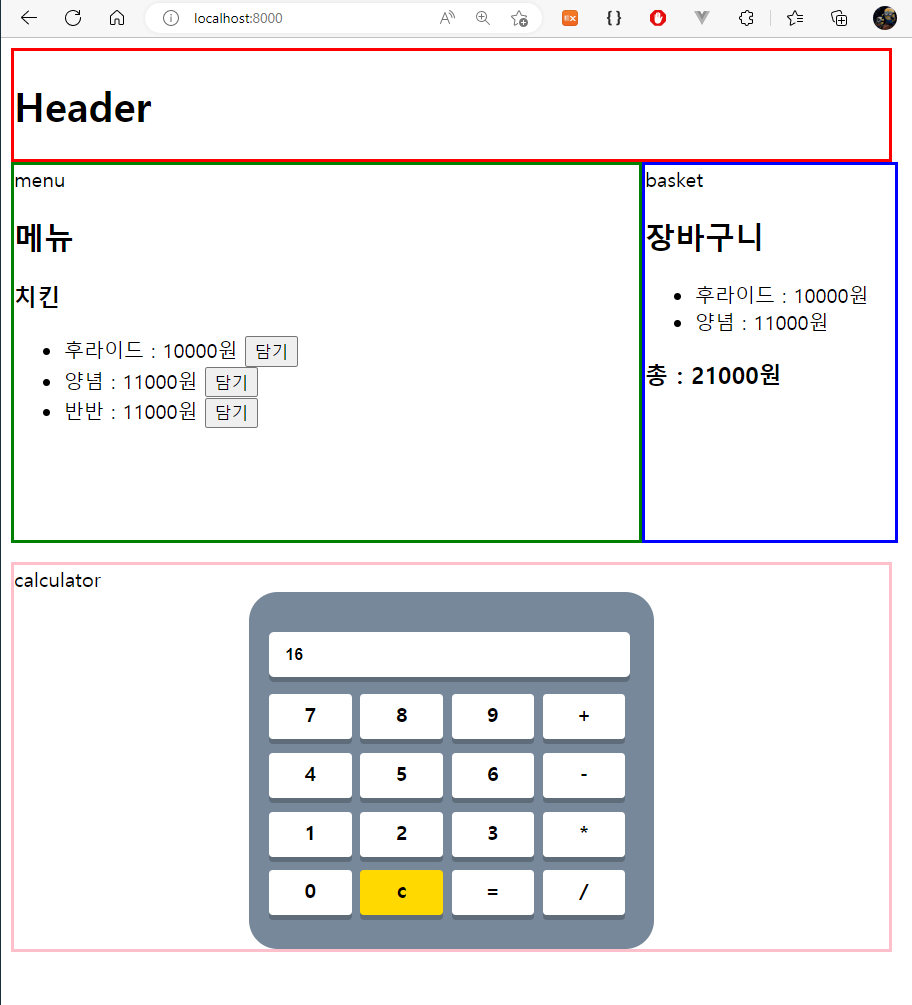 localhost:8000
Header
menu
메뉴
치킨
후라이드 : 10000원 담기
양념 : 11000원 담기
반반 : 11000원 담기
basket
장바구니
후라이드 : 10000원
양념 : 11000원
총 : 21000원
calculator
16
7 8 9 +
4 5 6 -
1 2 3 *
0 c = /